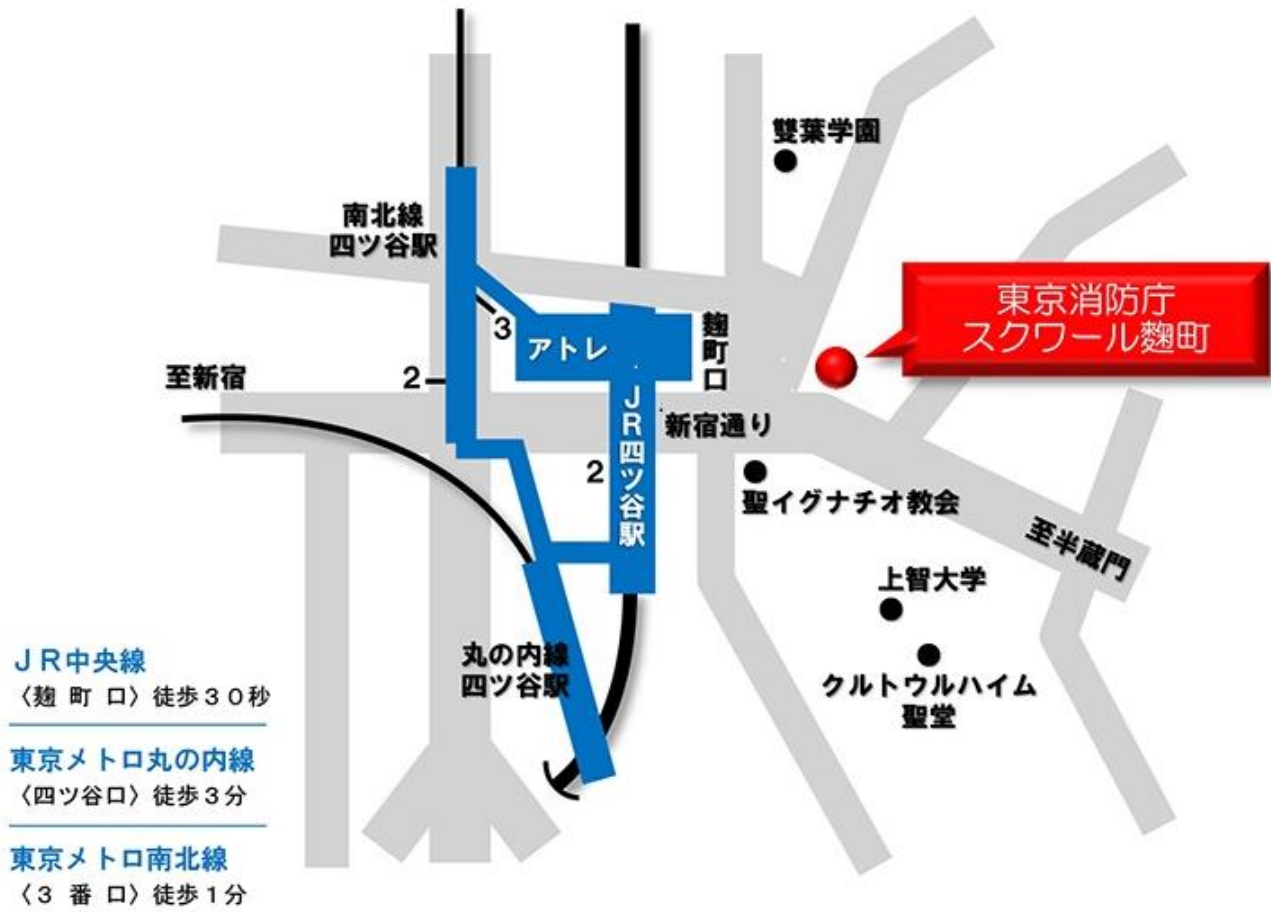 雙葉学園
南北線
四ツ谷駅
東京消防庁
スクワール麴町
3
アトレ
麴町口
至新宿
2
JR四ツ谷駅
新宿通り
2
聖イグナチオ教会
至半蔵門
上智大学
丸の内線
四ツ谷駅
クルトウルハイム
聖堂
JR中央線
〈麴 町 口〉徒歩30秒
東京メトロ丸の内線
〈四ツ谷口〉徒歩3分
東京メトロ南北線
〈3 番 口〉徒歩1分